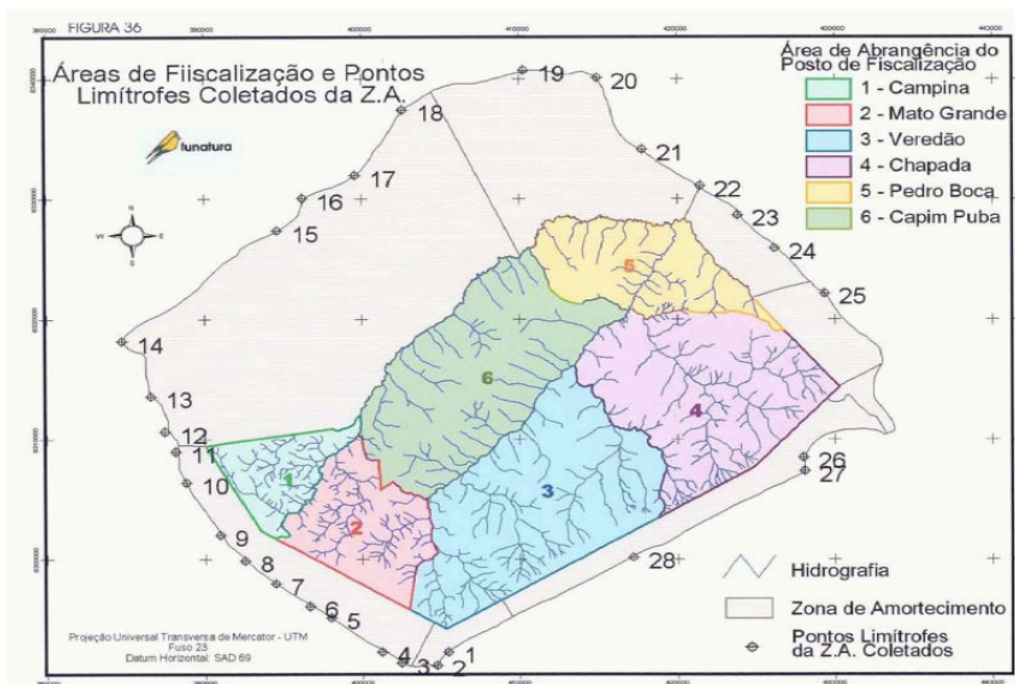 FIGURA 36
Áreas de Fiiscalização e Pontos
Limítrofes Coletados da Z.A.
funatura
N
W
E
S
Área de Abrangência do
Posto de Fiscalização
1 - Campina
2 - Mato Grande
3 - Veredão
4 - Chapada
5 - Pedro Boca
6 - Capim Puba
19
20
18
21
17
22
16
23
15
24
5
25
14
6
13
4
12
11
26
10
1
27
3
2
9
28
8
7
6
5
4
3
2
1
Hidrografia
Zona de Amortecimento
Pontos Limítrofes
da Z.A. Coletados
Projeção Universal Transversa de Mercator - UTM
Fuso 23
Datum Horizontal: SAD 69